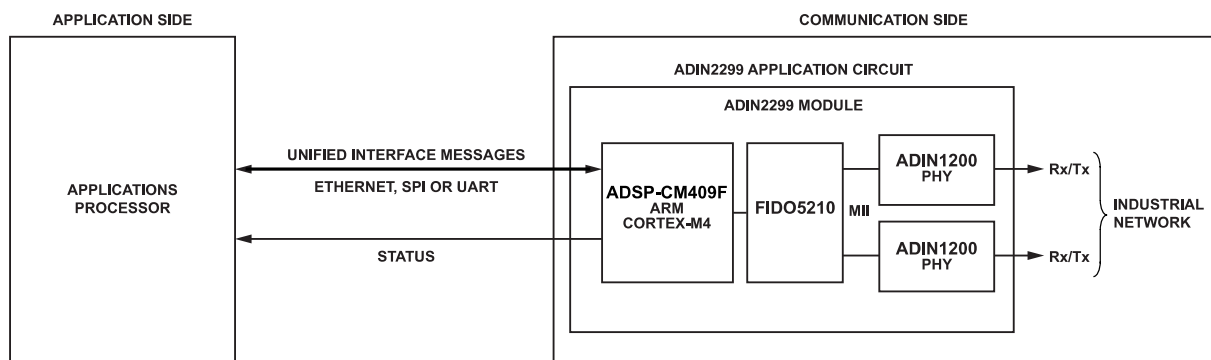 APPLICATION SIDE
COMMUNICATION SIDE
ADIN2299 APPLICATION CIRCUIT
ADIN2299 MODULE
UNIFIED INTERFACE MESSAGES
ETHERNET, SPI OR UART
STATUS
APPLICATIONS
PROCESSOR
ADSP-CM409F
ARM
CORTEX-M4
FIDO5210
MII
ADIN1200
PHY
ADIN1200
PHY
Rx/Tx
Rx/Tx
INDUSTRIAL
NETWORK